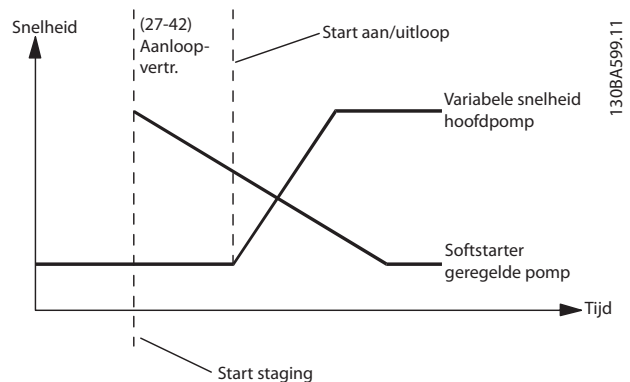 Snelheid
(27-42)
Aanloop-
vertr.
Start aan/uitloop
Variabele snelheid
hoofdpomp
Softstarter
geregelde pomp
Tijd
Start staging
130BA599.11